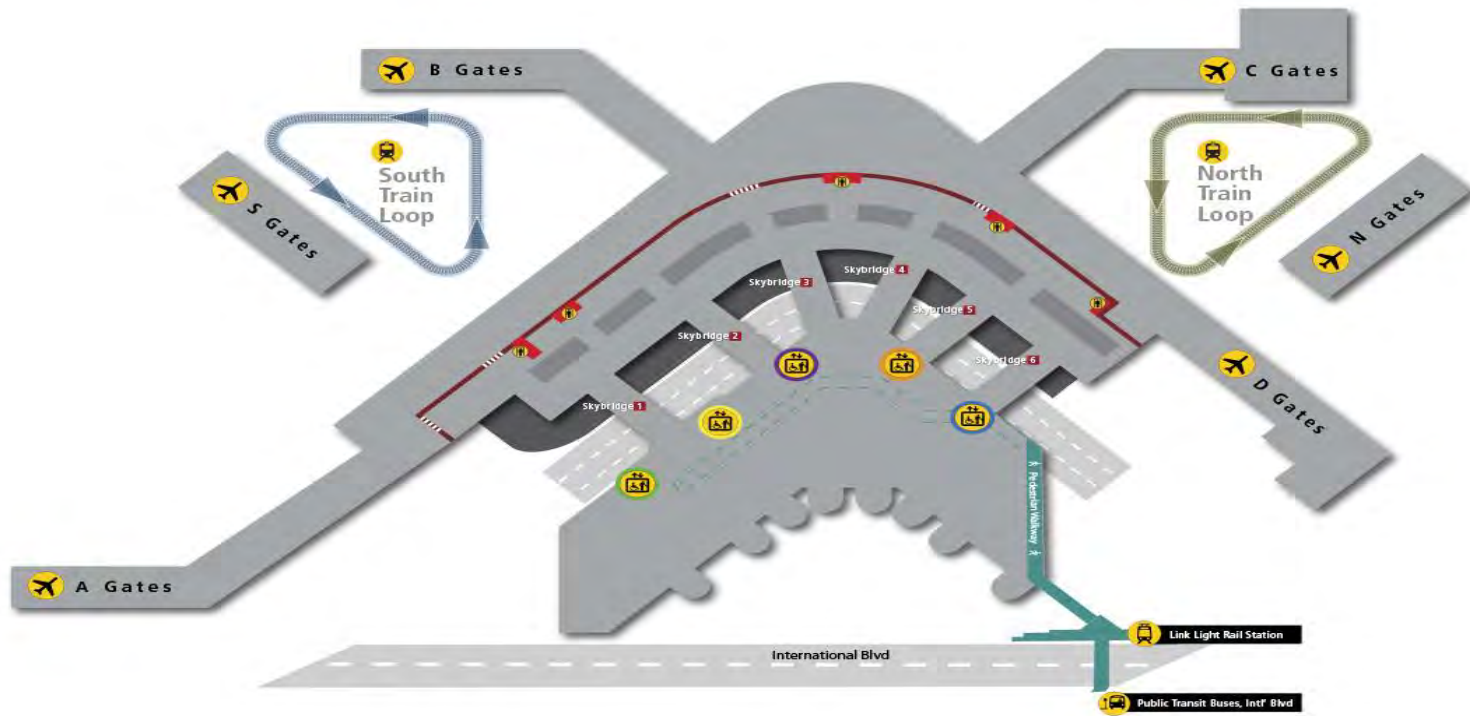 B Gates
C Gates
South
Train
Loop
North
Train
Loop
S Gates
N Gates
Skybridge 4
Skybridge 3
Skybridge 5
Skybridge 2
Skybridge 6
D Gates
Skybridge 1
Pedestrian Walkway
A Gates
Link Light Rail Station
International Blvd
Public Transit Buses, Intl' Blvd